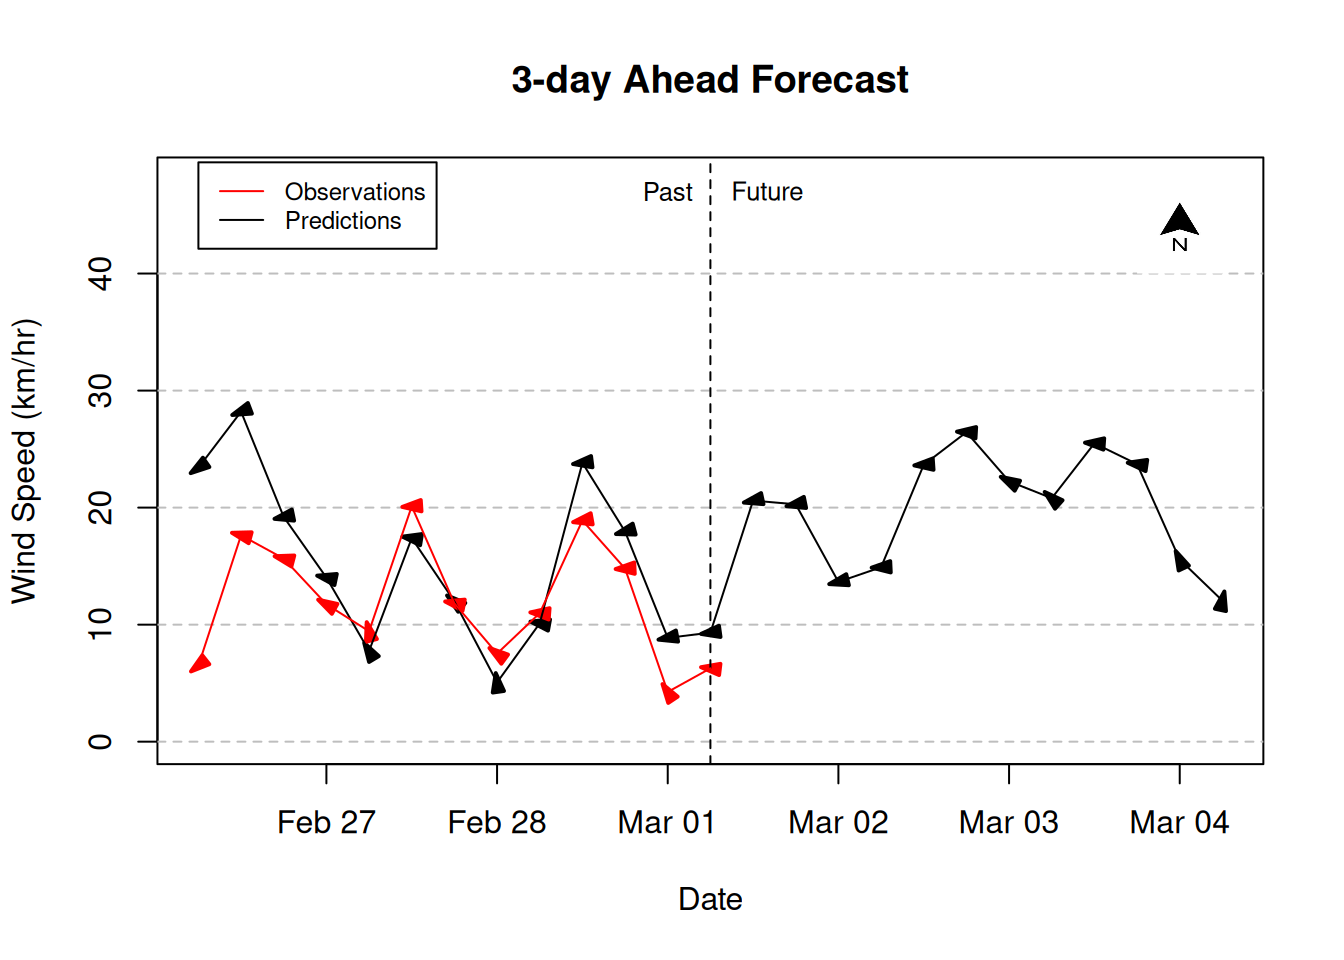 3-day Ahead Forecast
Observations
Predictions
Past
Future
N
Wind Speed (km/hr)
40
30
20
10
0
Feb 27
Feb 28
Mar 01
Mar 02
Mar 03
Mar 04
Date